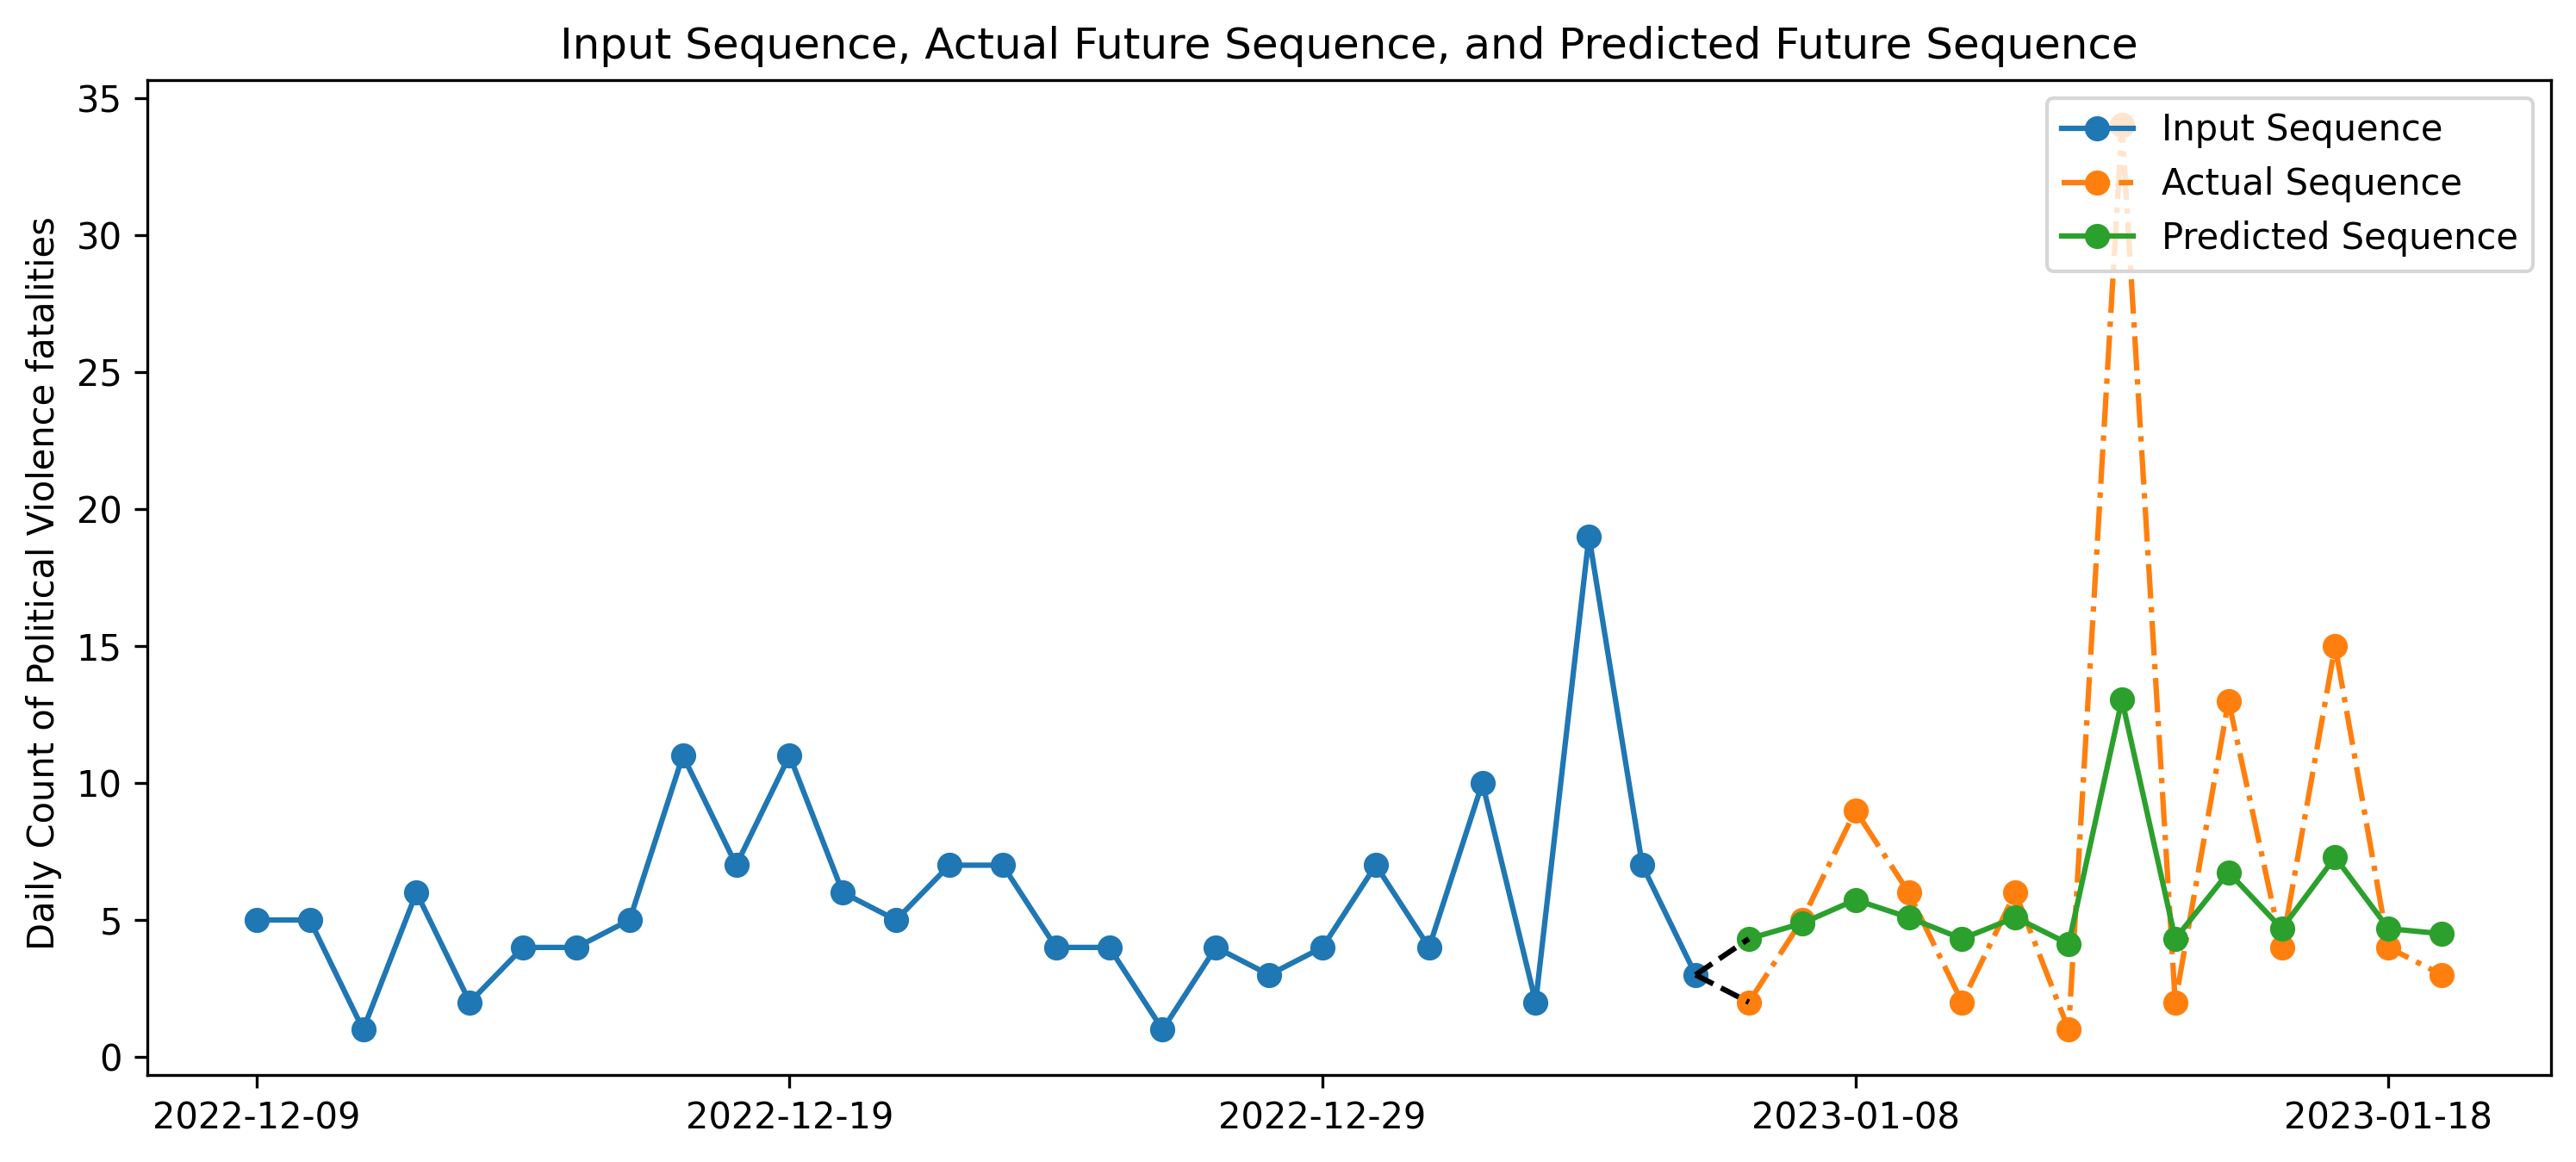 Input Sequence, Actual Future Sequence, and Predicted Future Sequence
Daily Count of Political Violence fatalities
35
30
25
20
15
10
5
0
Input Sequence
Actual Sequence
Predicted Sequence
2022-12-09
2022-12-19
2022-12-29
2023-01-08
2023-01-18